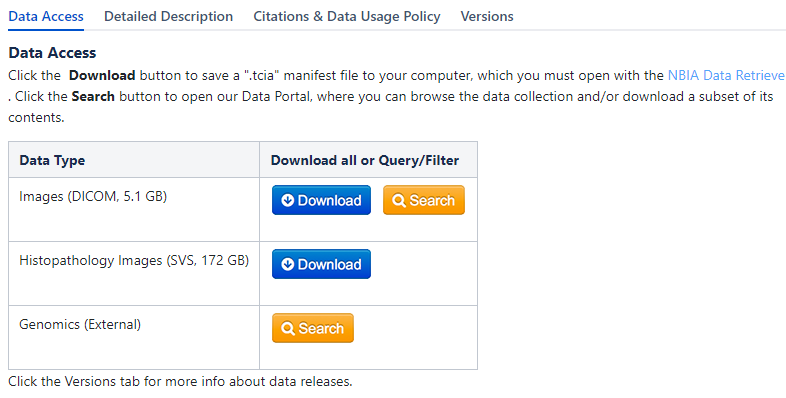 Data Access Detailed Description Citations & Data Usage Policy Versions
Data Access
Click the Download button to save a ".tcia" manifest file to your computer, which you must open with the NBIA Data Retrieve
. Click the Search button to open our Data Portal, where you can browse the data collection and/or download a subset of its
contents.
Data Type Download all or Query/Filter
Images (DICOM, 5.1 GB) Download Search
Histopathology Images (SVS, 172 GB) Download
Genomics (External) Search
Click the Versions tab for more info about data releases.